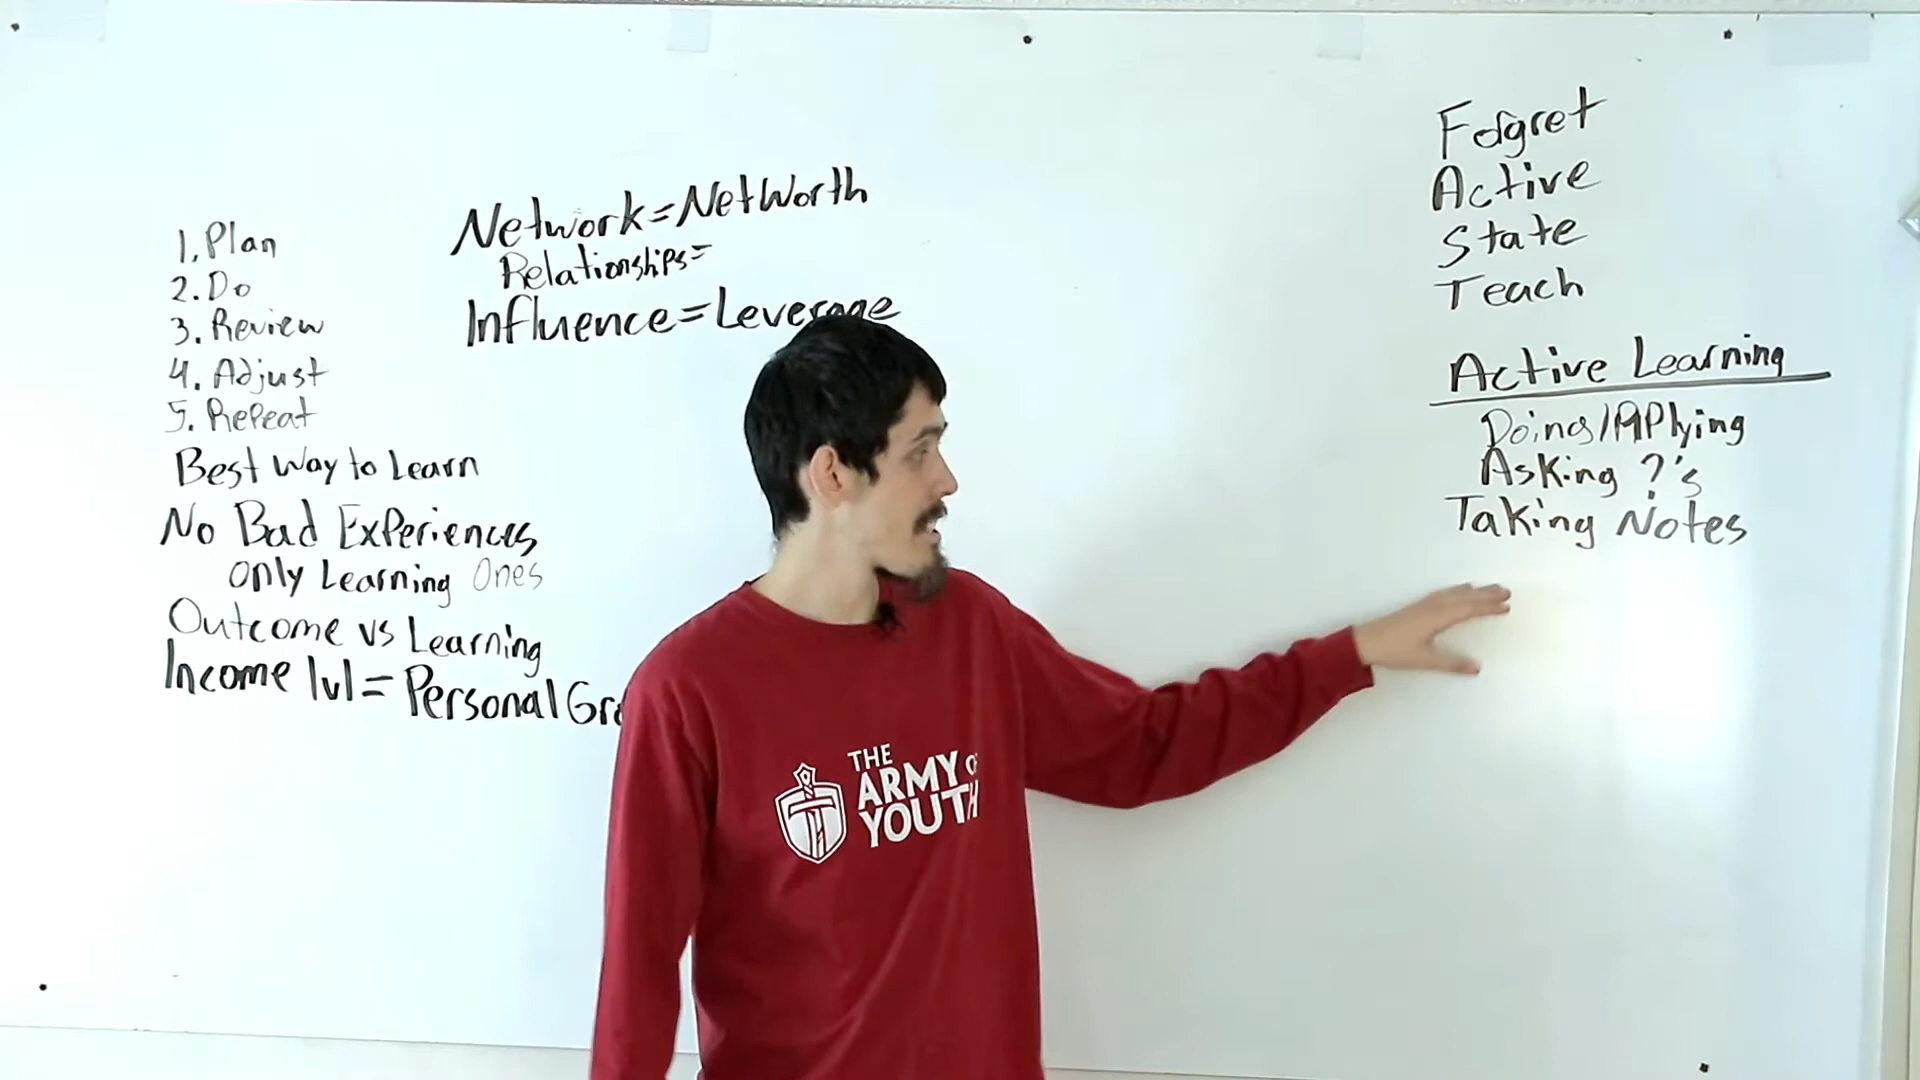 1. Plan
2. Do
3. Review
4. Adjust
5. Repeat
Best Way to Learn
No Bad Experiences
only Learning Ones
Outcome vs Learning
Income lvl = Personal
Network = NetWorth
Relationships =
Influence = Leverage
Fofgret
Active
State
Teach
Active Learning
Doing/APPlying
Asking ?'s
Taking Notes
THE
ARMY OF
YOUTH